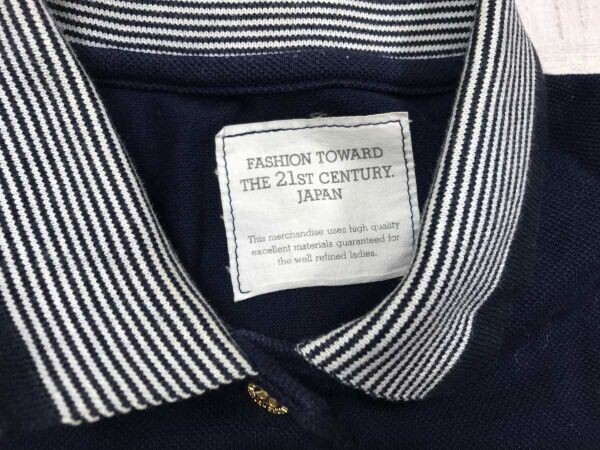 FASHION TOWARD
THE 21ST CENTURY.
JAPAN
This merchandise uses high quality
excellent materials guaranteed for
the well refined ladies.